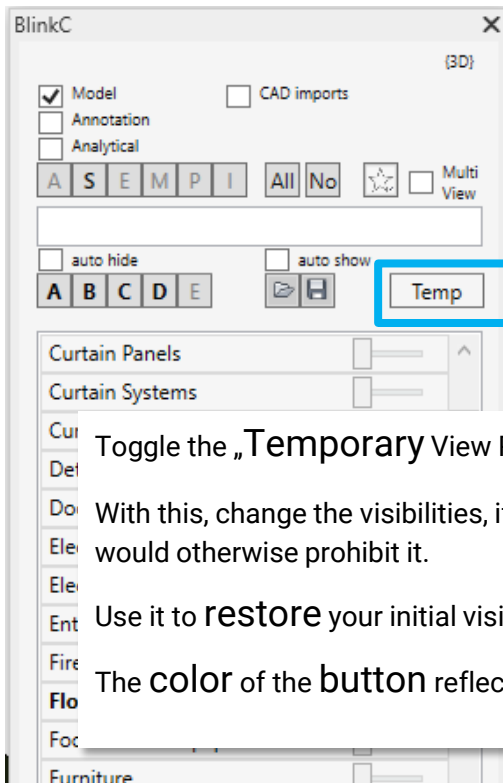 BlinkC
{3D}
Model CAD imports
Annotation
Analytical
A S E M P I All No Multi View
auto hide auto show
A B C D E Temp
Curtain Panels
Curtain Systems
Cur
Det
Do
Ele
Ele
Ent
Fire
Flo
Foo
Furniture
Toggle the „Temporary View
With this, change the visibilities,
would otherwise prohibit it.
Use it to restore your initial visi
The color of the button reflec